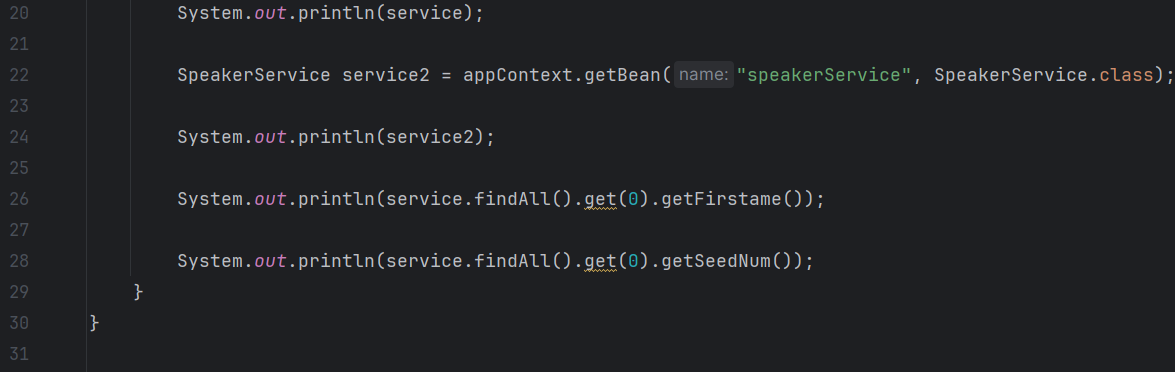 20 System.out.println(service);
21
22 SpeakerService service2 = appContext.getBean( name: "speakerService", SpeakerService.class);
23
24 System.out.println(service2);
25
26 System.out.println(service.findAll().get(0).getFirstame());
27
28 System.out.println(service.findAll().get(0).getSeedNum());
29 }
30 }
31